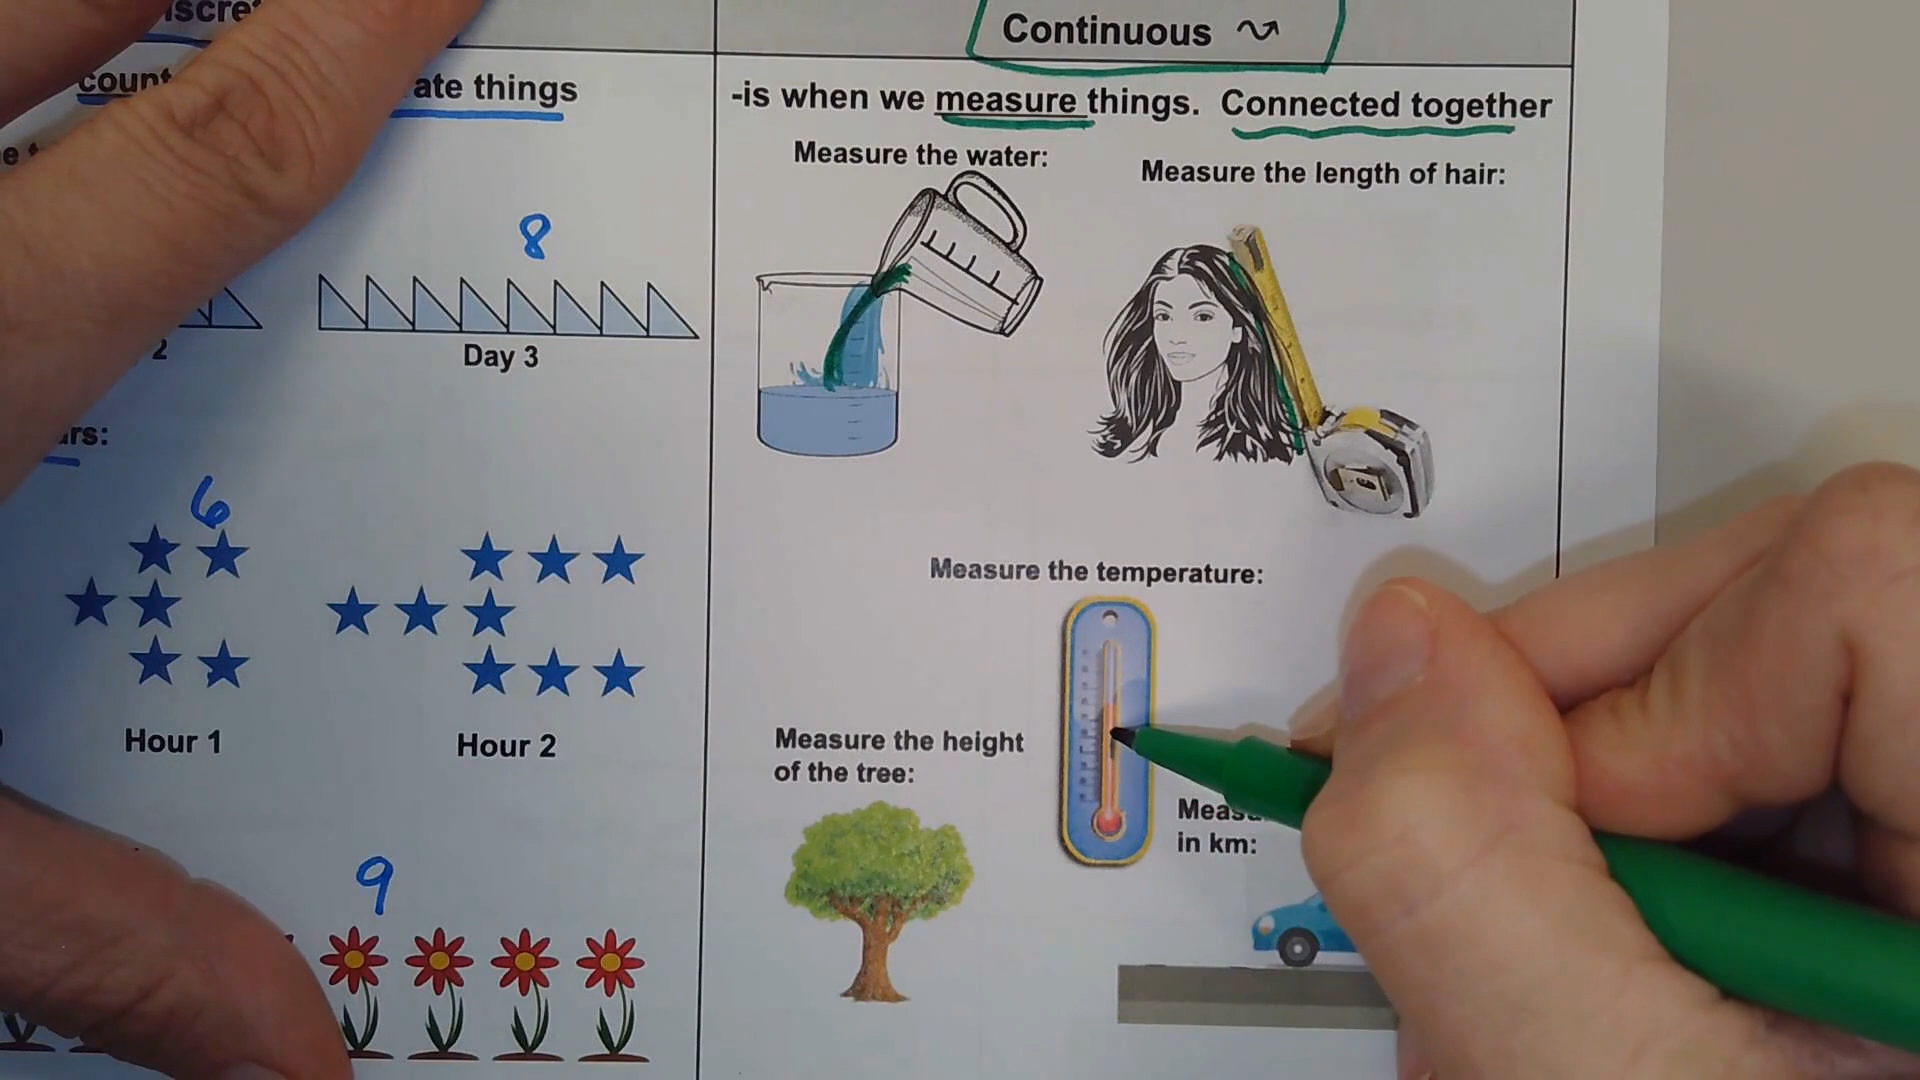 Continuous
ate things
-is when we measure things. Connected together
Measure the water:
Measure the length of hair:
8
2
Day 3
6
Measure the temperature:
Hour 1
Hour 2
Measure the height
of the tree:
in km:
9